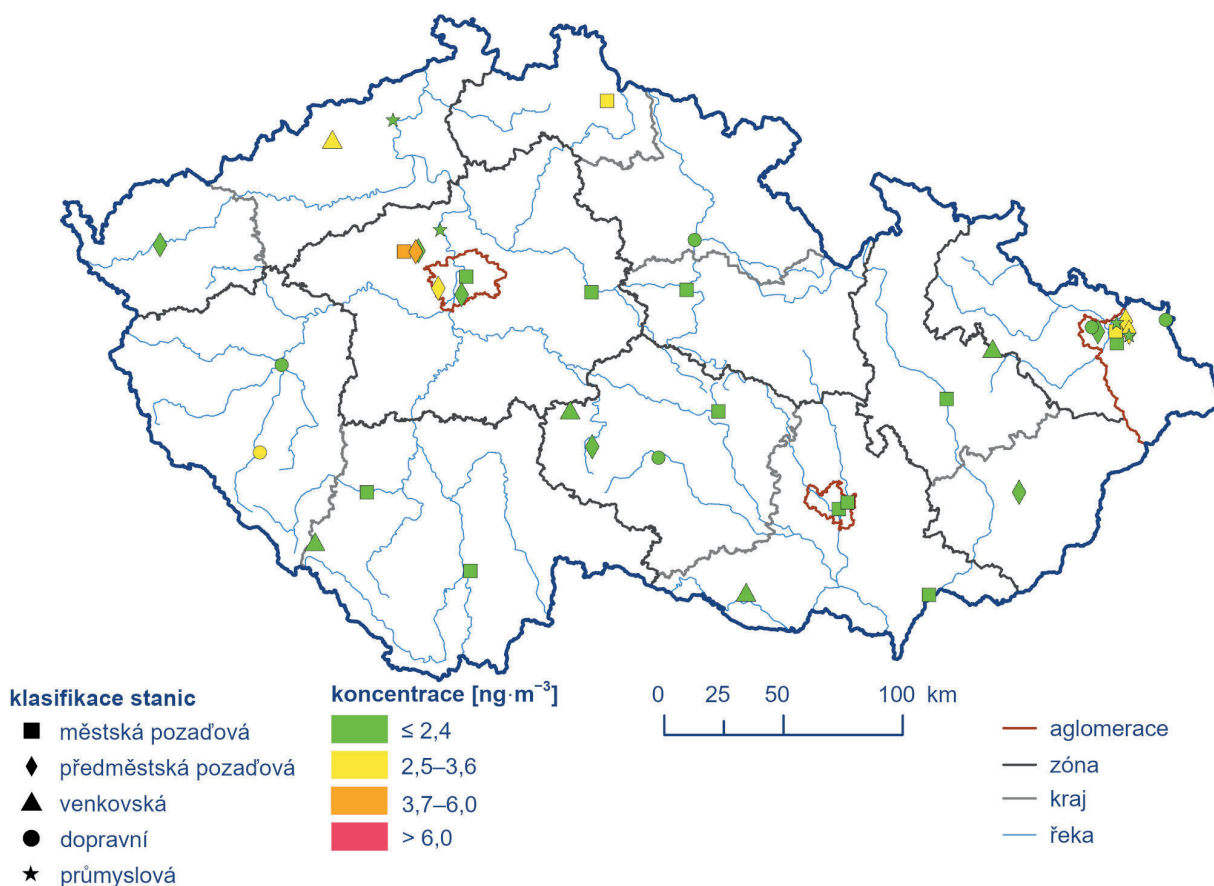 klasifikace stanic
městská pozaďová
předměstská pozaďová
venkovská
dopravní
průmyslová
koncentrace [ng·m⁻³]
≤ 2,4
2,5–3,6
3,7–6,0
> 6,0
0 25 50 100 km
aglomerace
zóna
kraj
řeka